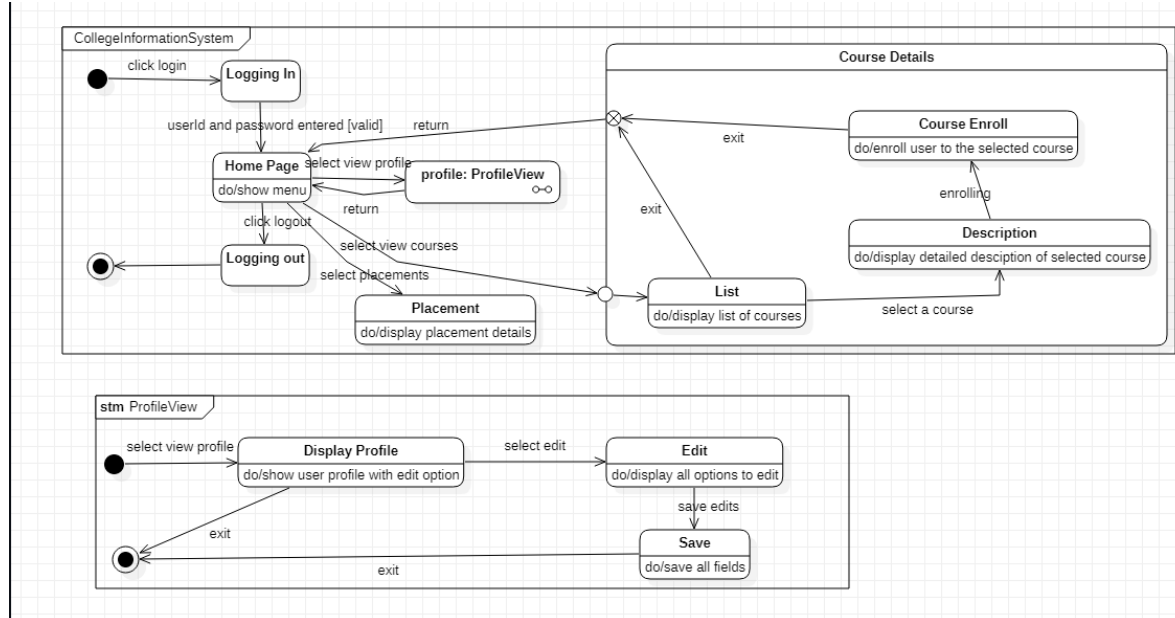 CollegeInformationSystem
click login
Logging In
userId and password entered [valid]
return
Home Page
do/show menu
select view profile
profile: ProfileView
return
click logout
Logging out
select view courses
select placements
Placement
do/display placement details
Course Details
Course Enroll
do/enroll user to the selected course
exit
enrolling
exit
Description
do/display detailed desciption of selected course
List
do/display list of courses
select a course
stm ProfileView
select view profile
Display Profile
do/show user profile with edit option
select edit
Edit
do/display all options to edit
save edits
exit
Save
do/save all fields
exit